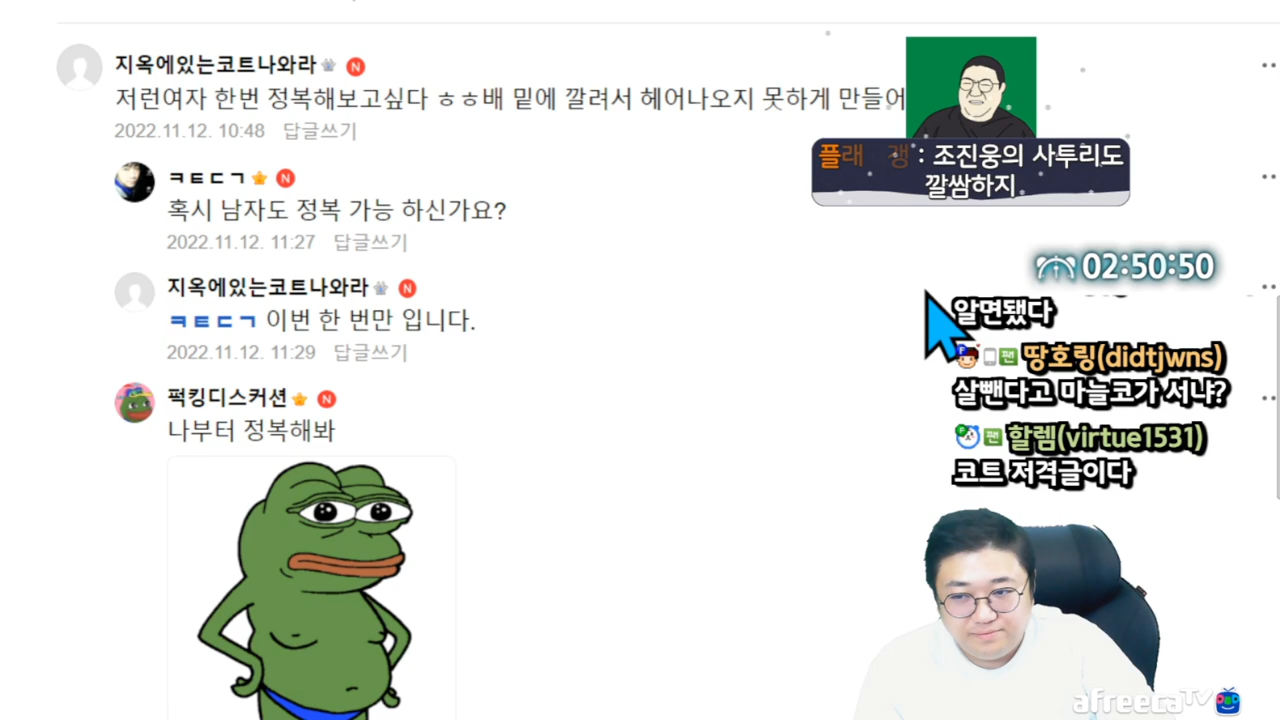 지옥에있는코트나와라 N
저런여자 한번 정복해보고싶다 ㅎㅎ배 밑에 깔려서 헤어나오지 못하게 만들어
2022.11.12. 10:48 답글쓰기
ㅋㅌㄷㄱ N
혹시 남자도 정복 가능 하신가요?
2022.11.12. 11:27 답글쓰기
지옥에있는코트나와라 N
ㅋㅌㄷㄱ 이번 한 번만 입니다.
2022.11.12. 11:29 답글쓰기
퍽킹디스커션 N
나부터 정복해봐
플래 갱 : 조진웅의 사투리도
깔쌈하지
02:50:50
알면됐다
F 팬 땅호링(didtjwns)
살뺀다고 마늘코가 서냐?
F 팬 할렘(virtue1531)
코트 저격글이다
afreecaTV